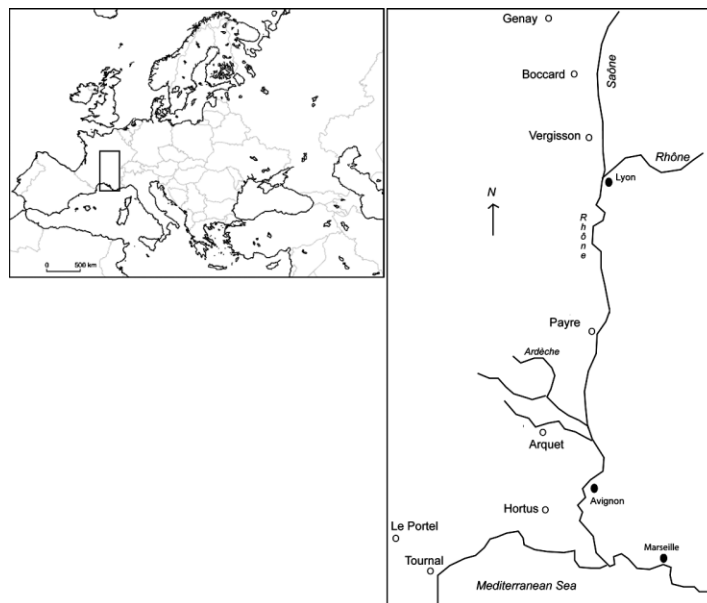 0 500 km
Genay
Boccard
Saône
Vergisson
Rhône
Lyon
N
Rhône
Payre
Ardèche
Arquet
Avignon
Hortus
Le Portel
Marseille
Tournal
Mediterranean Sea